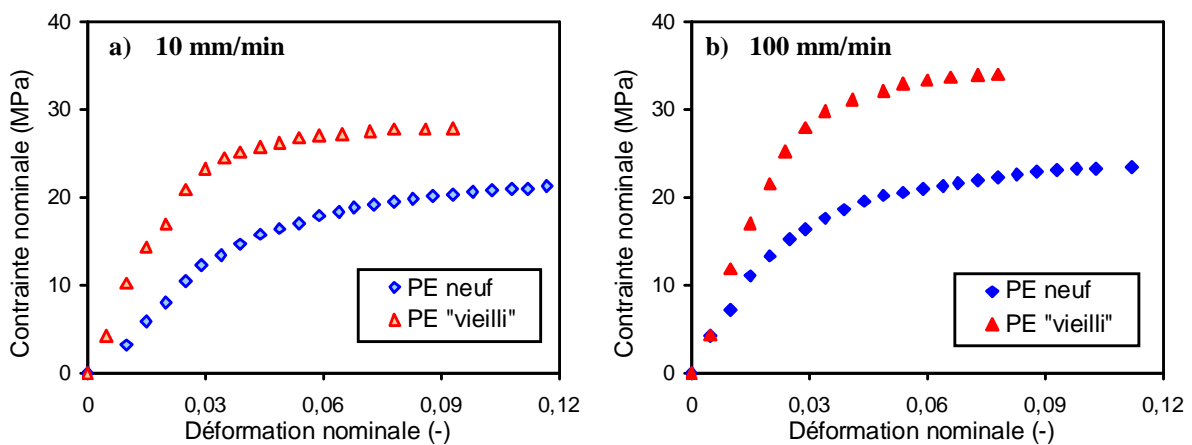 a) 10 mm/min
Contrainte nominale (MPa)
40
30
20
10
0
PE neuf
PE "vieilli"
0 0,03 0,06 0,09 0,12
Déformation nominale (-)
b) 100 mm/min
Contrainte nominale (MPa)
40
30
20
10
0
PE neuf
PE "vieilli"
0 0,03 0,06 0,09 0,12
Déformation nominale (-)